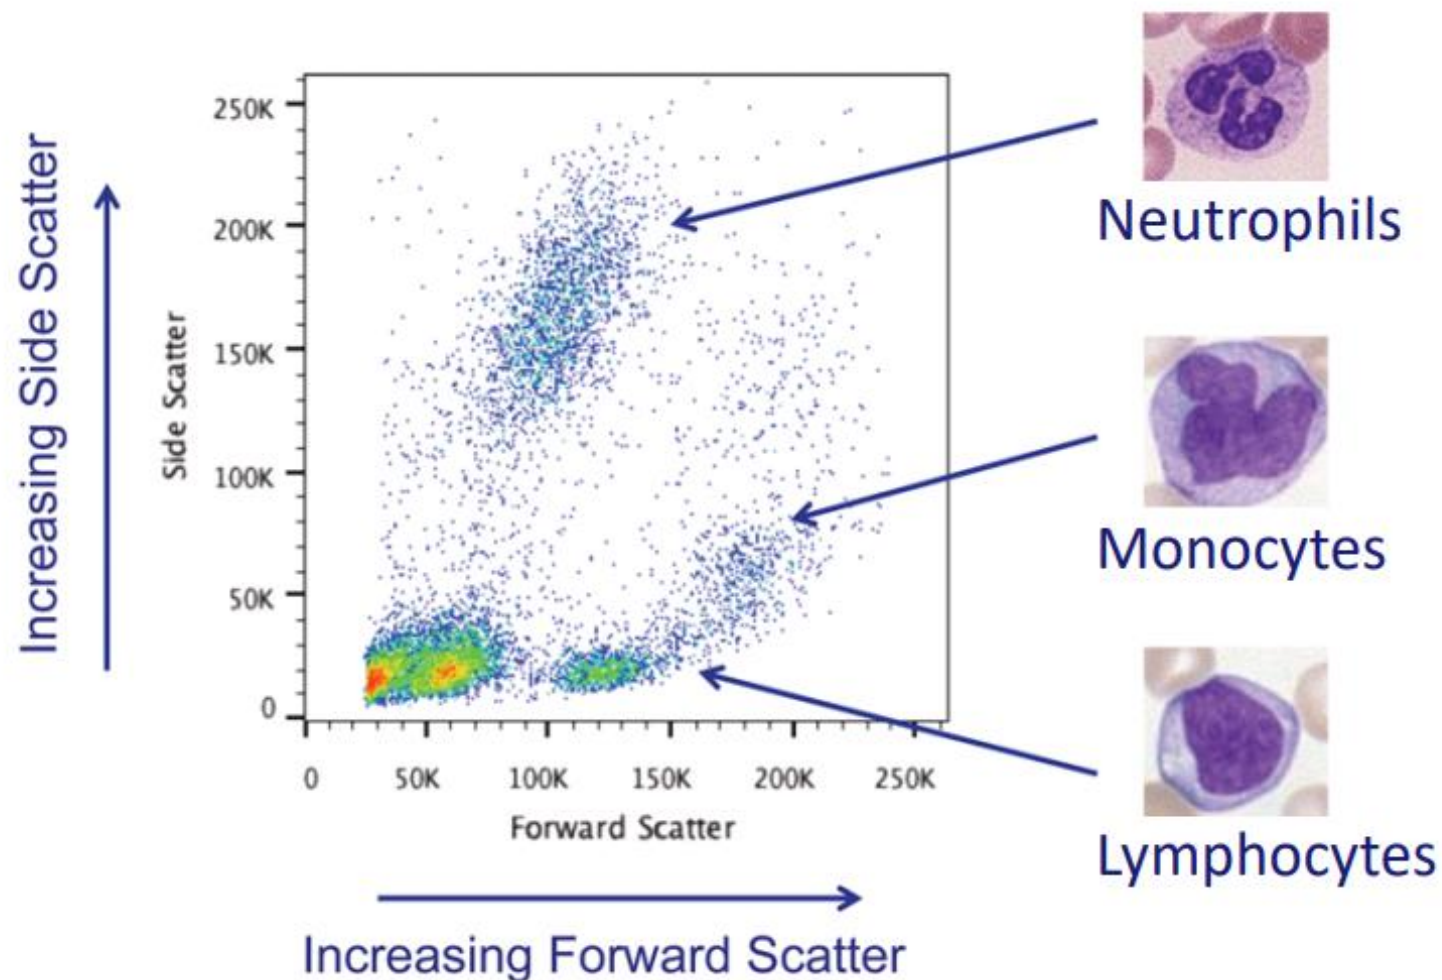 Increasing Side Scatter
Side Scatter
250K
200K
150K
100K
50K
0
0 50K 100K 150K 200K 250K
Forward Scatter
Increasing Forward Scatter
Neutrophils
Monocytes
Lymphocytes